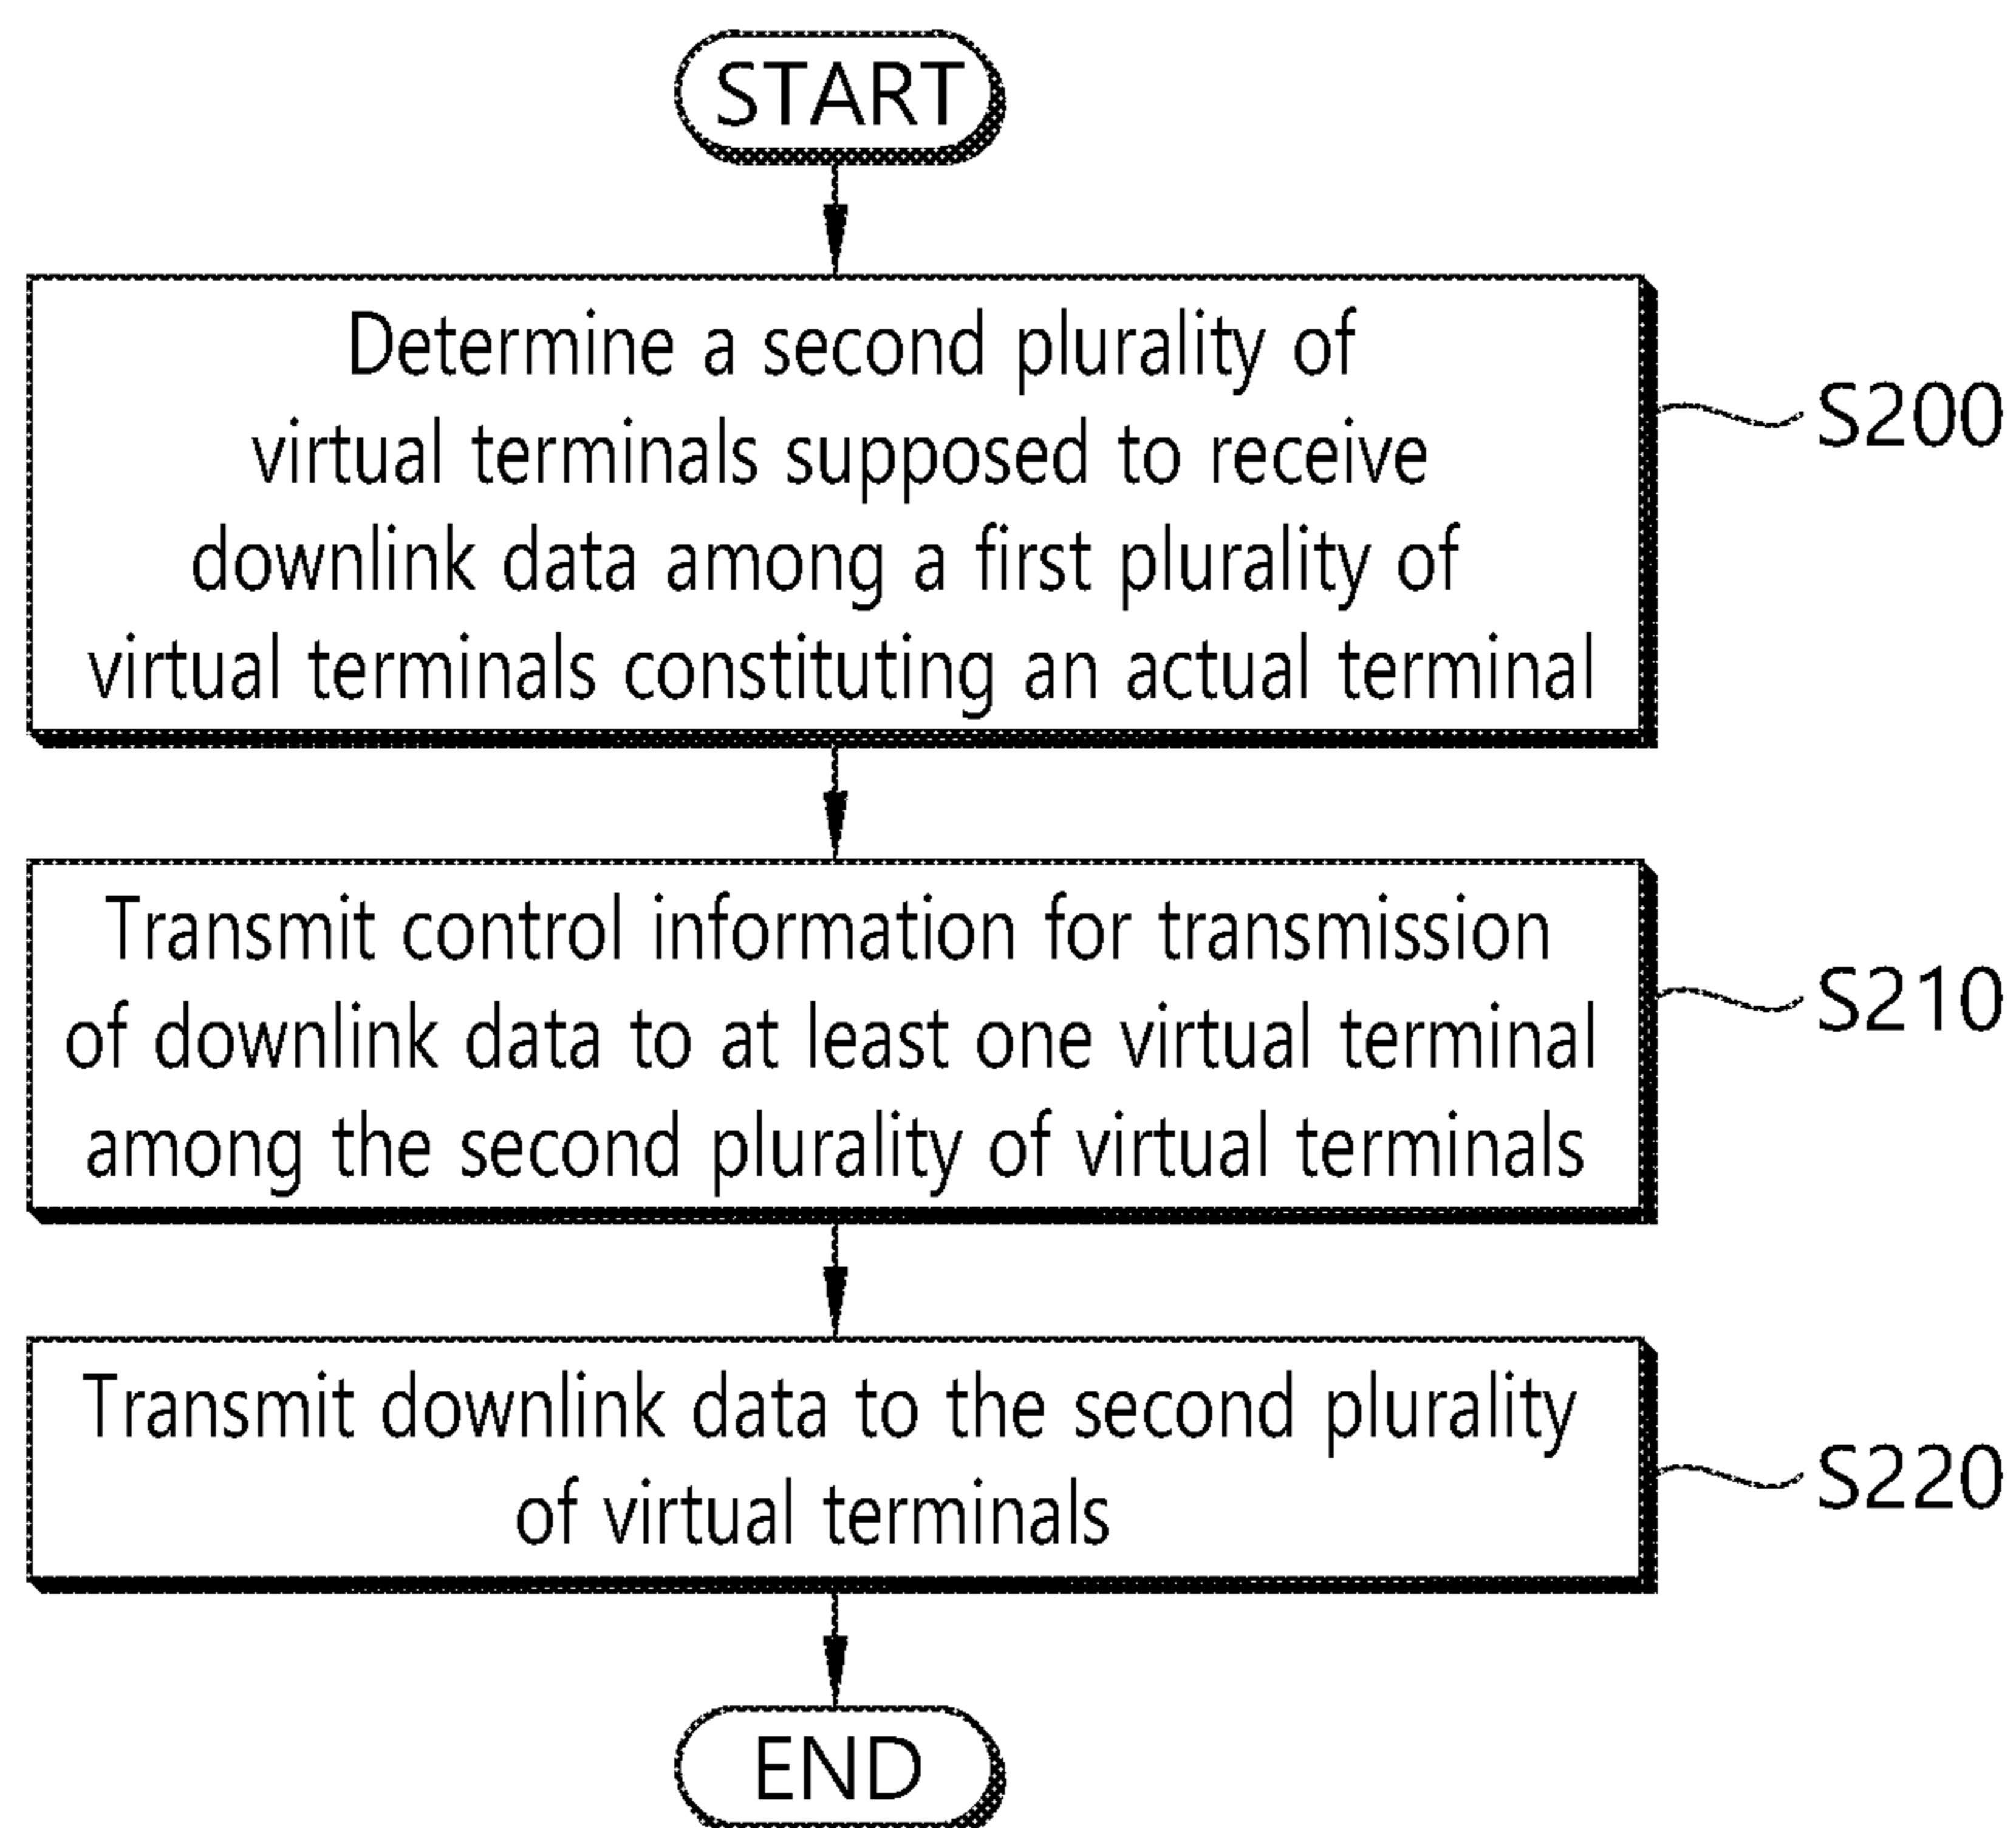 START
Determine a second plurality of
virtual terminals supposed to receive
downlink data among a first plurality of
virtual terminals constituting an actual terminal
S200
Transmit control information for transmission
of downlink data to at least one virtual terminal
among the second plurality of virtual terminals
S210
Transmit downlink data to the second plurality
of virtual terminals
S220
END